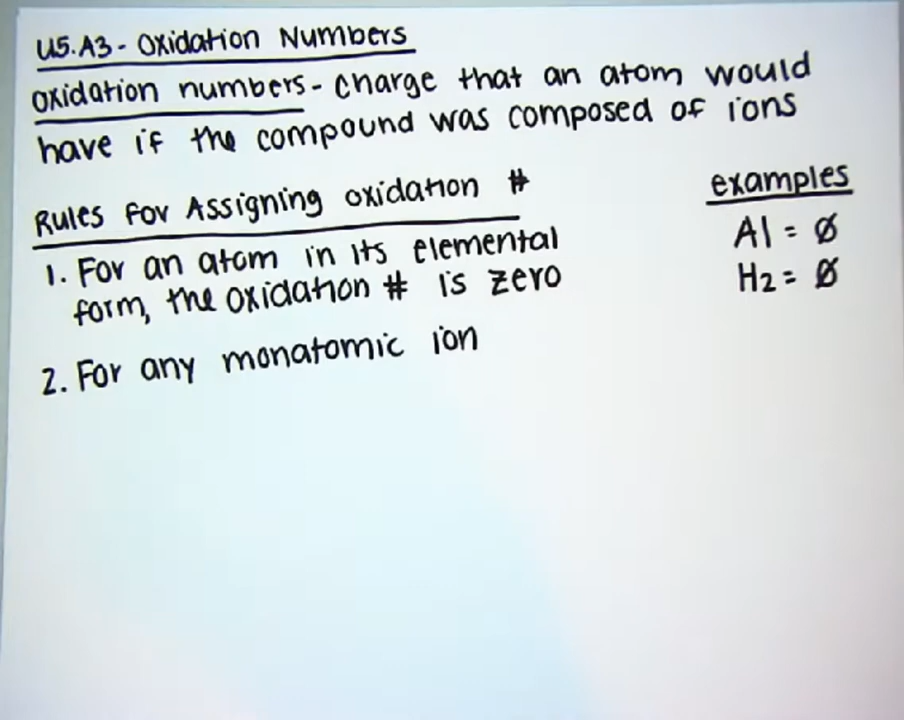 U5.A3 - Oxidation Numbers
oxidation numbers - charge that an atom would
have if the compound was composed of ions
Rules for Assigning oxidation #
examples
1. For an atom in its elemental
form, the oxidation # is zero
Al = Ø
H2 = Ø
2. For any monatomic ion